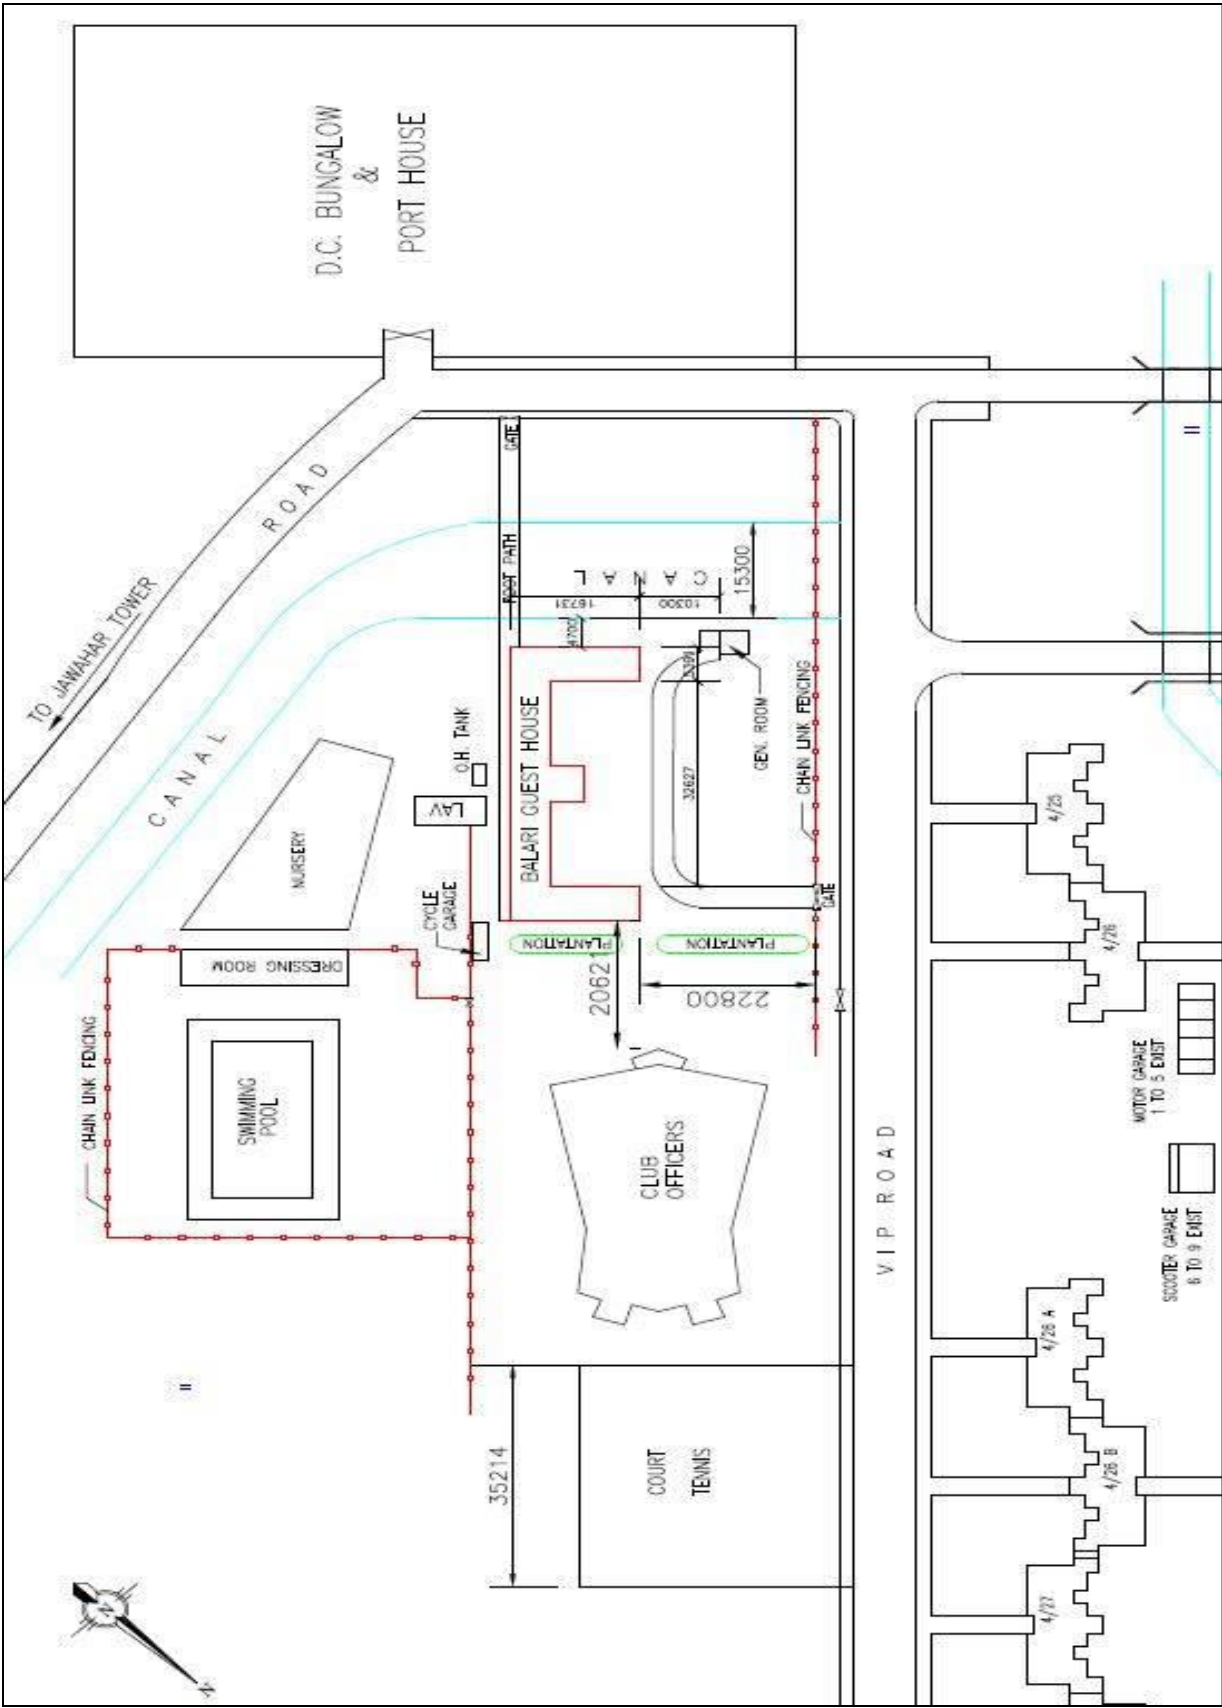 D.C. BUNGALOW
&
PORT HOUSE
ROAD
GATE
FOOT PATH
CANAL
15300
16731
10300
4700
TO JAWAHAR TOWER
CANAL
O.H. TANK
LAV
NURSERY
BALARI GUEST HOUSE
32627
GEN. ROOM
CHAIN LINK FENCING
GATE
CYCLE
GARAGE
PLANTATION
PLANTATION
DRESSING ROOM
20621
22800
CHAIN LINK FENCING
SWIMMING
POOL
CLUB
OFFICERS
VIP ROAD
4/25
4/26
MOTOR GARAGE
1 TO 5 EXIST
SCOOTER GARAGE
6 TO 9 EXIST
4/26 A
4/26 B
4/27
35214
COURT
TENNIS
N
N